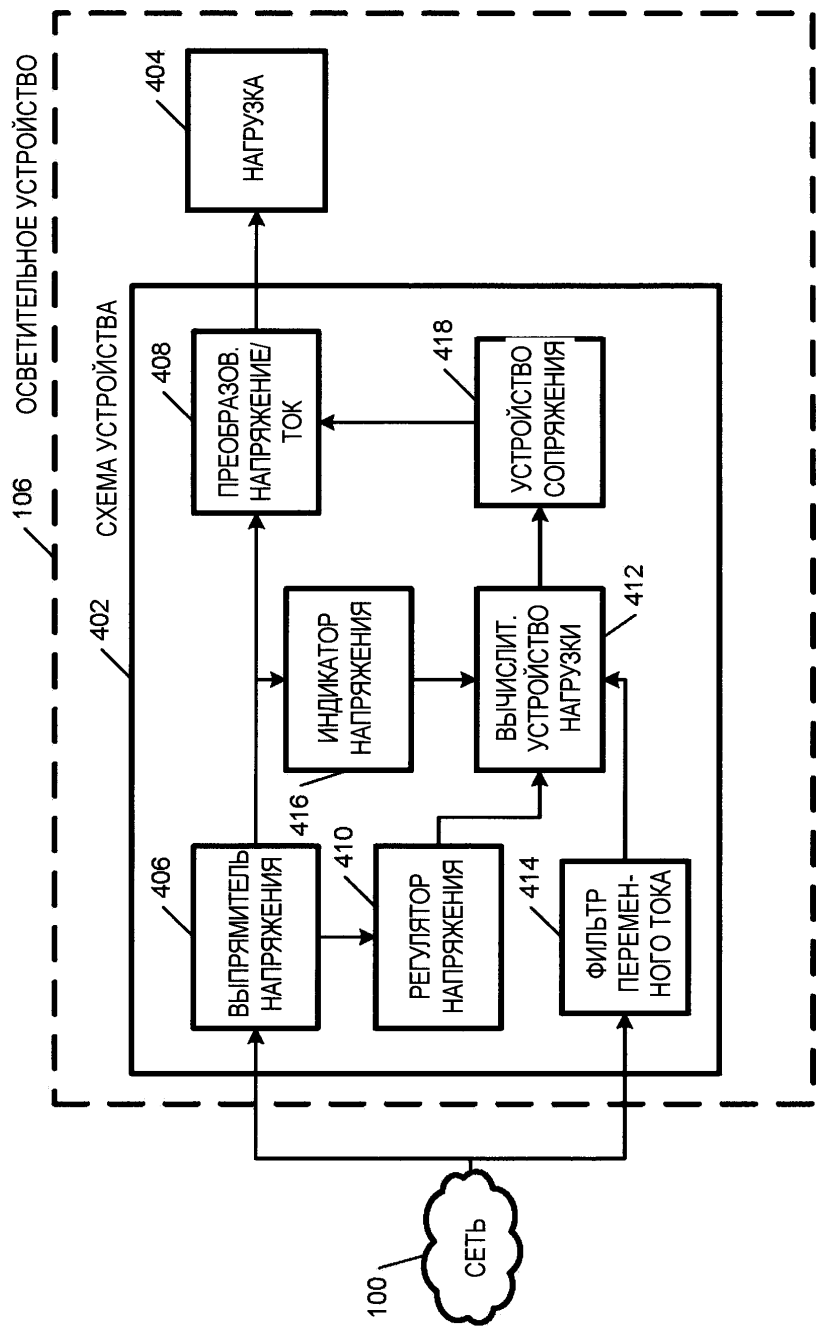 ОСВЕТИТЕЛЬНОЕ УСТРОЙСТВО
106
СХЕМА УСТРОЙСТВА
402
404
НАГРУЗКА
406
ВЫПРЯМИТЕЛЬ
НАПРЯЖЕНИЯ
408
ПРЕОБРАЗОВ.
НАПРЯЖЕНИЕ/
ТОК
416
ИНДИКАТОР
НАПРЯЖЕНИЯ
410
РЕГУЛЯТОР
НАПРЯЖЕНИЯ
412
ВЫЧИСЛИТ.
УСТРОЙСТВО
НАГРУЗКИ
418
УСТРОЙСТВО
СОПРЯЖЕНИЯ
414
ФИЛЬТР
ПЕРЕМЕН-
НОГО ТОКА
100
СЕТЬ